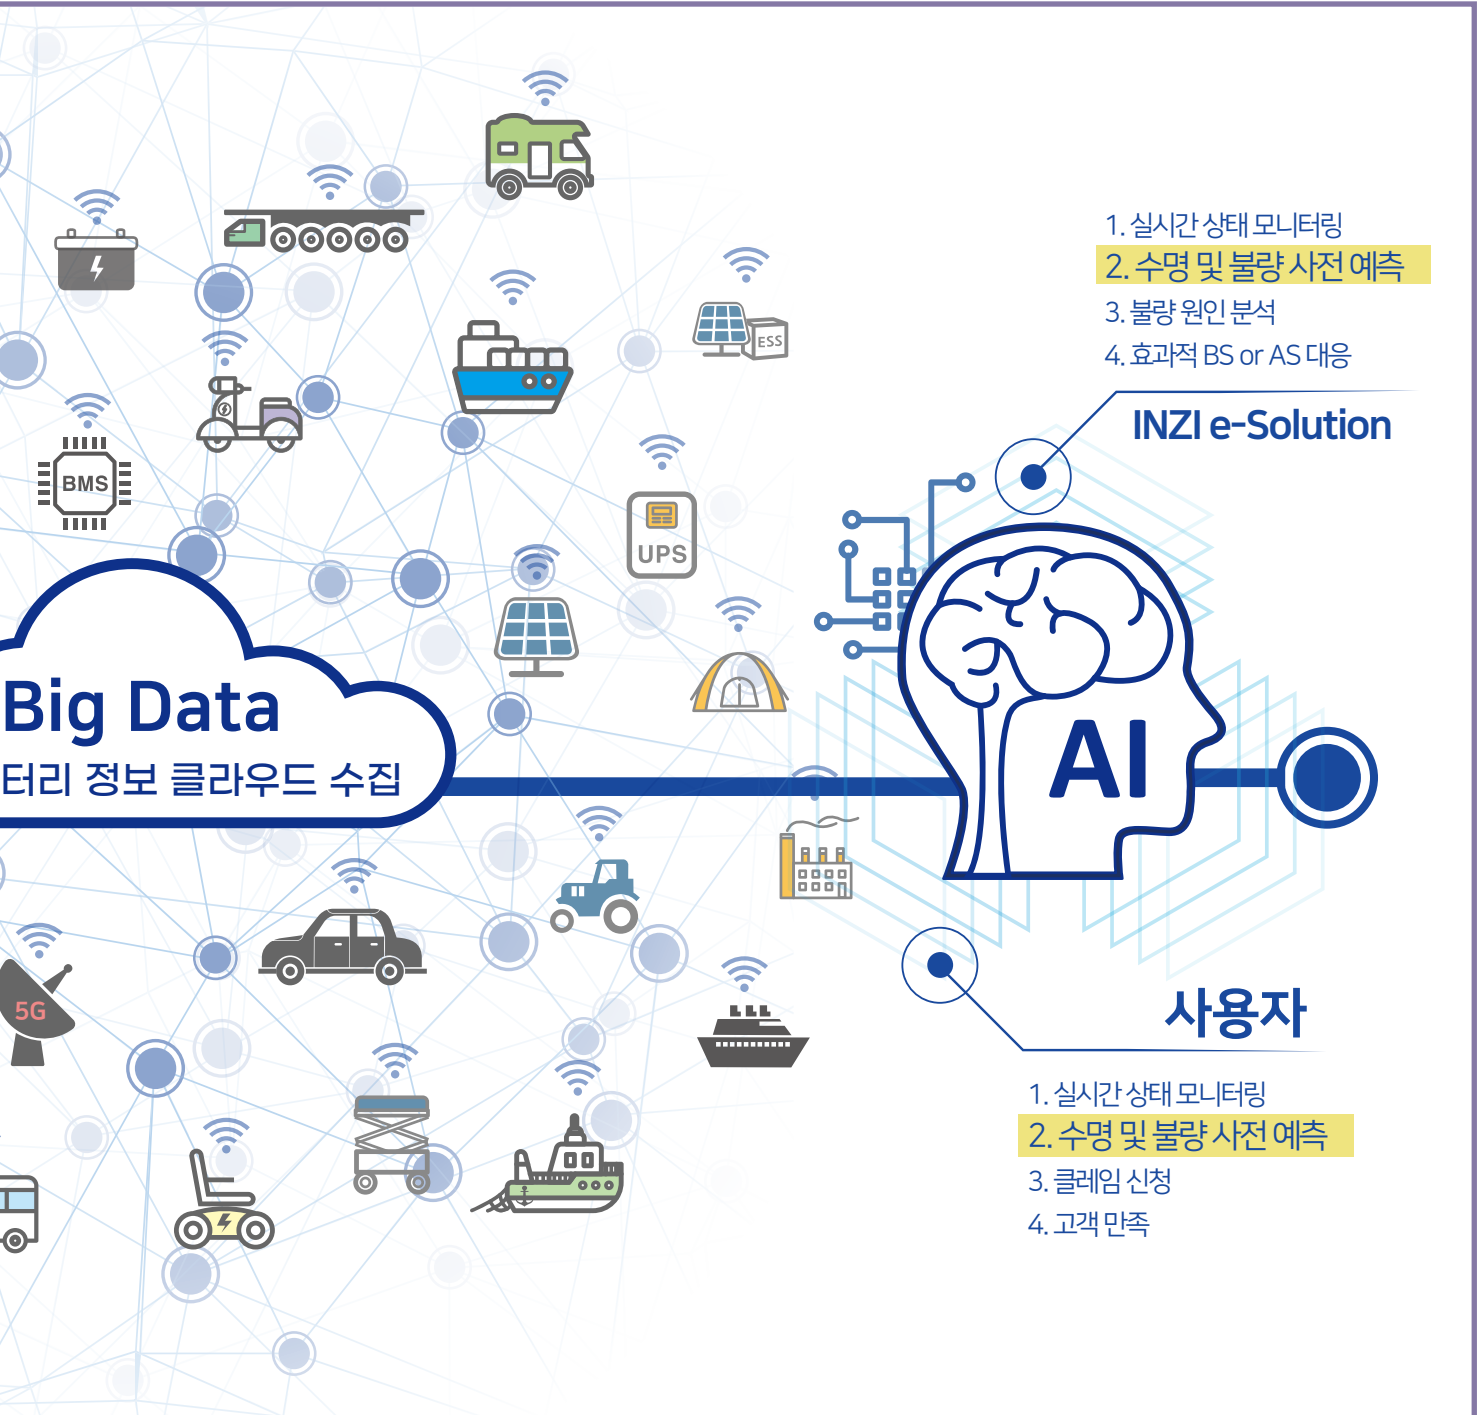 1. 실시간 상태 모니터링
2. 수명 및 불량 사전 예측
3. 불량 원인 분석
4. 효과적 BS or AS 대응
INZI e-Solution
ESS
BMS
UPS
Big Data
터리 정보 클라우드 수집
AI
5G
사용자
1. 실시간 상태 모니터링
2. 수명 및 불량 사전 예측
3. 클레임 신청
4. 고객 만족